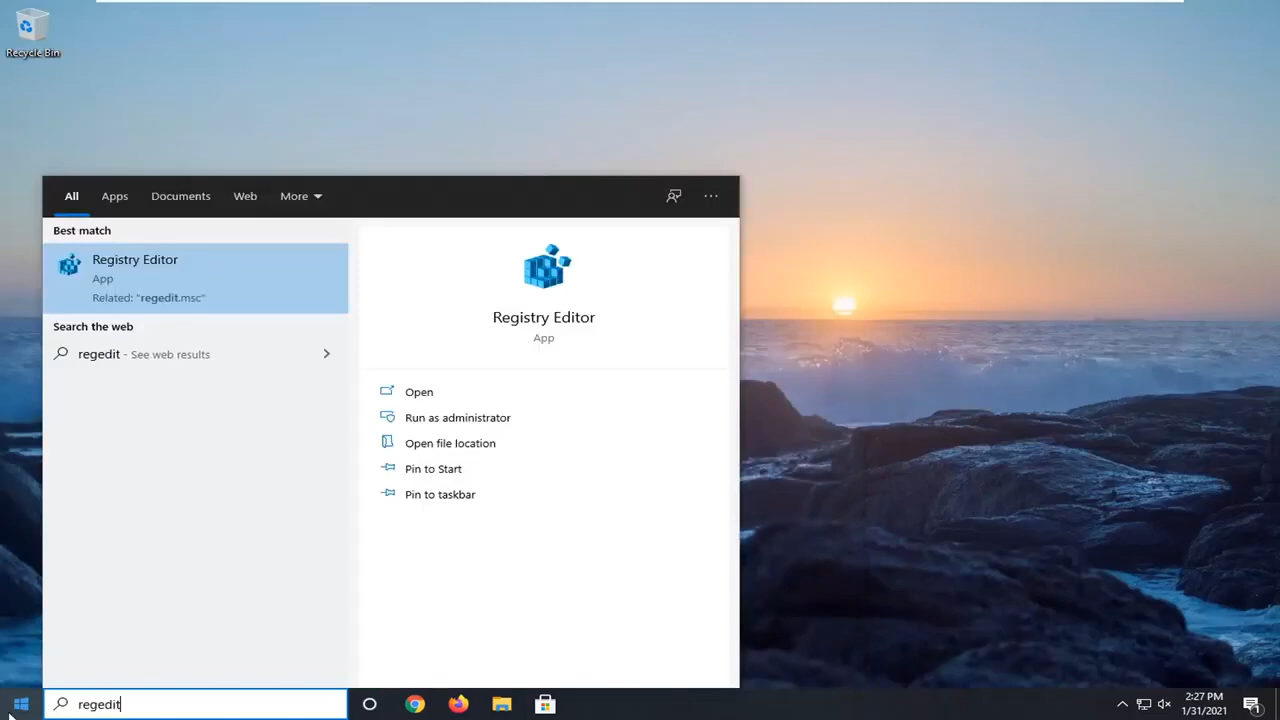 Recycle Bin
All Apps Documents Web More
Best match
Registry Editor
App
Related: "regedit.msc"
Search the web
regedit - See web results
Registry Editor
App
Open
Run as administrator
Open file location
Pin to Start
Pin to taskbar
regedit
2:27 PM
1/31/2021
1